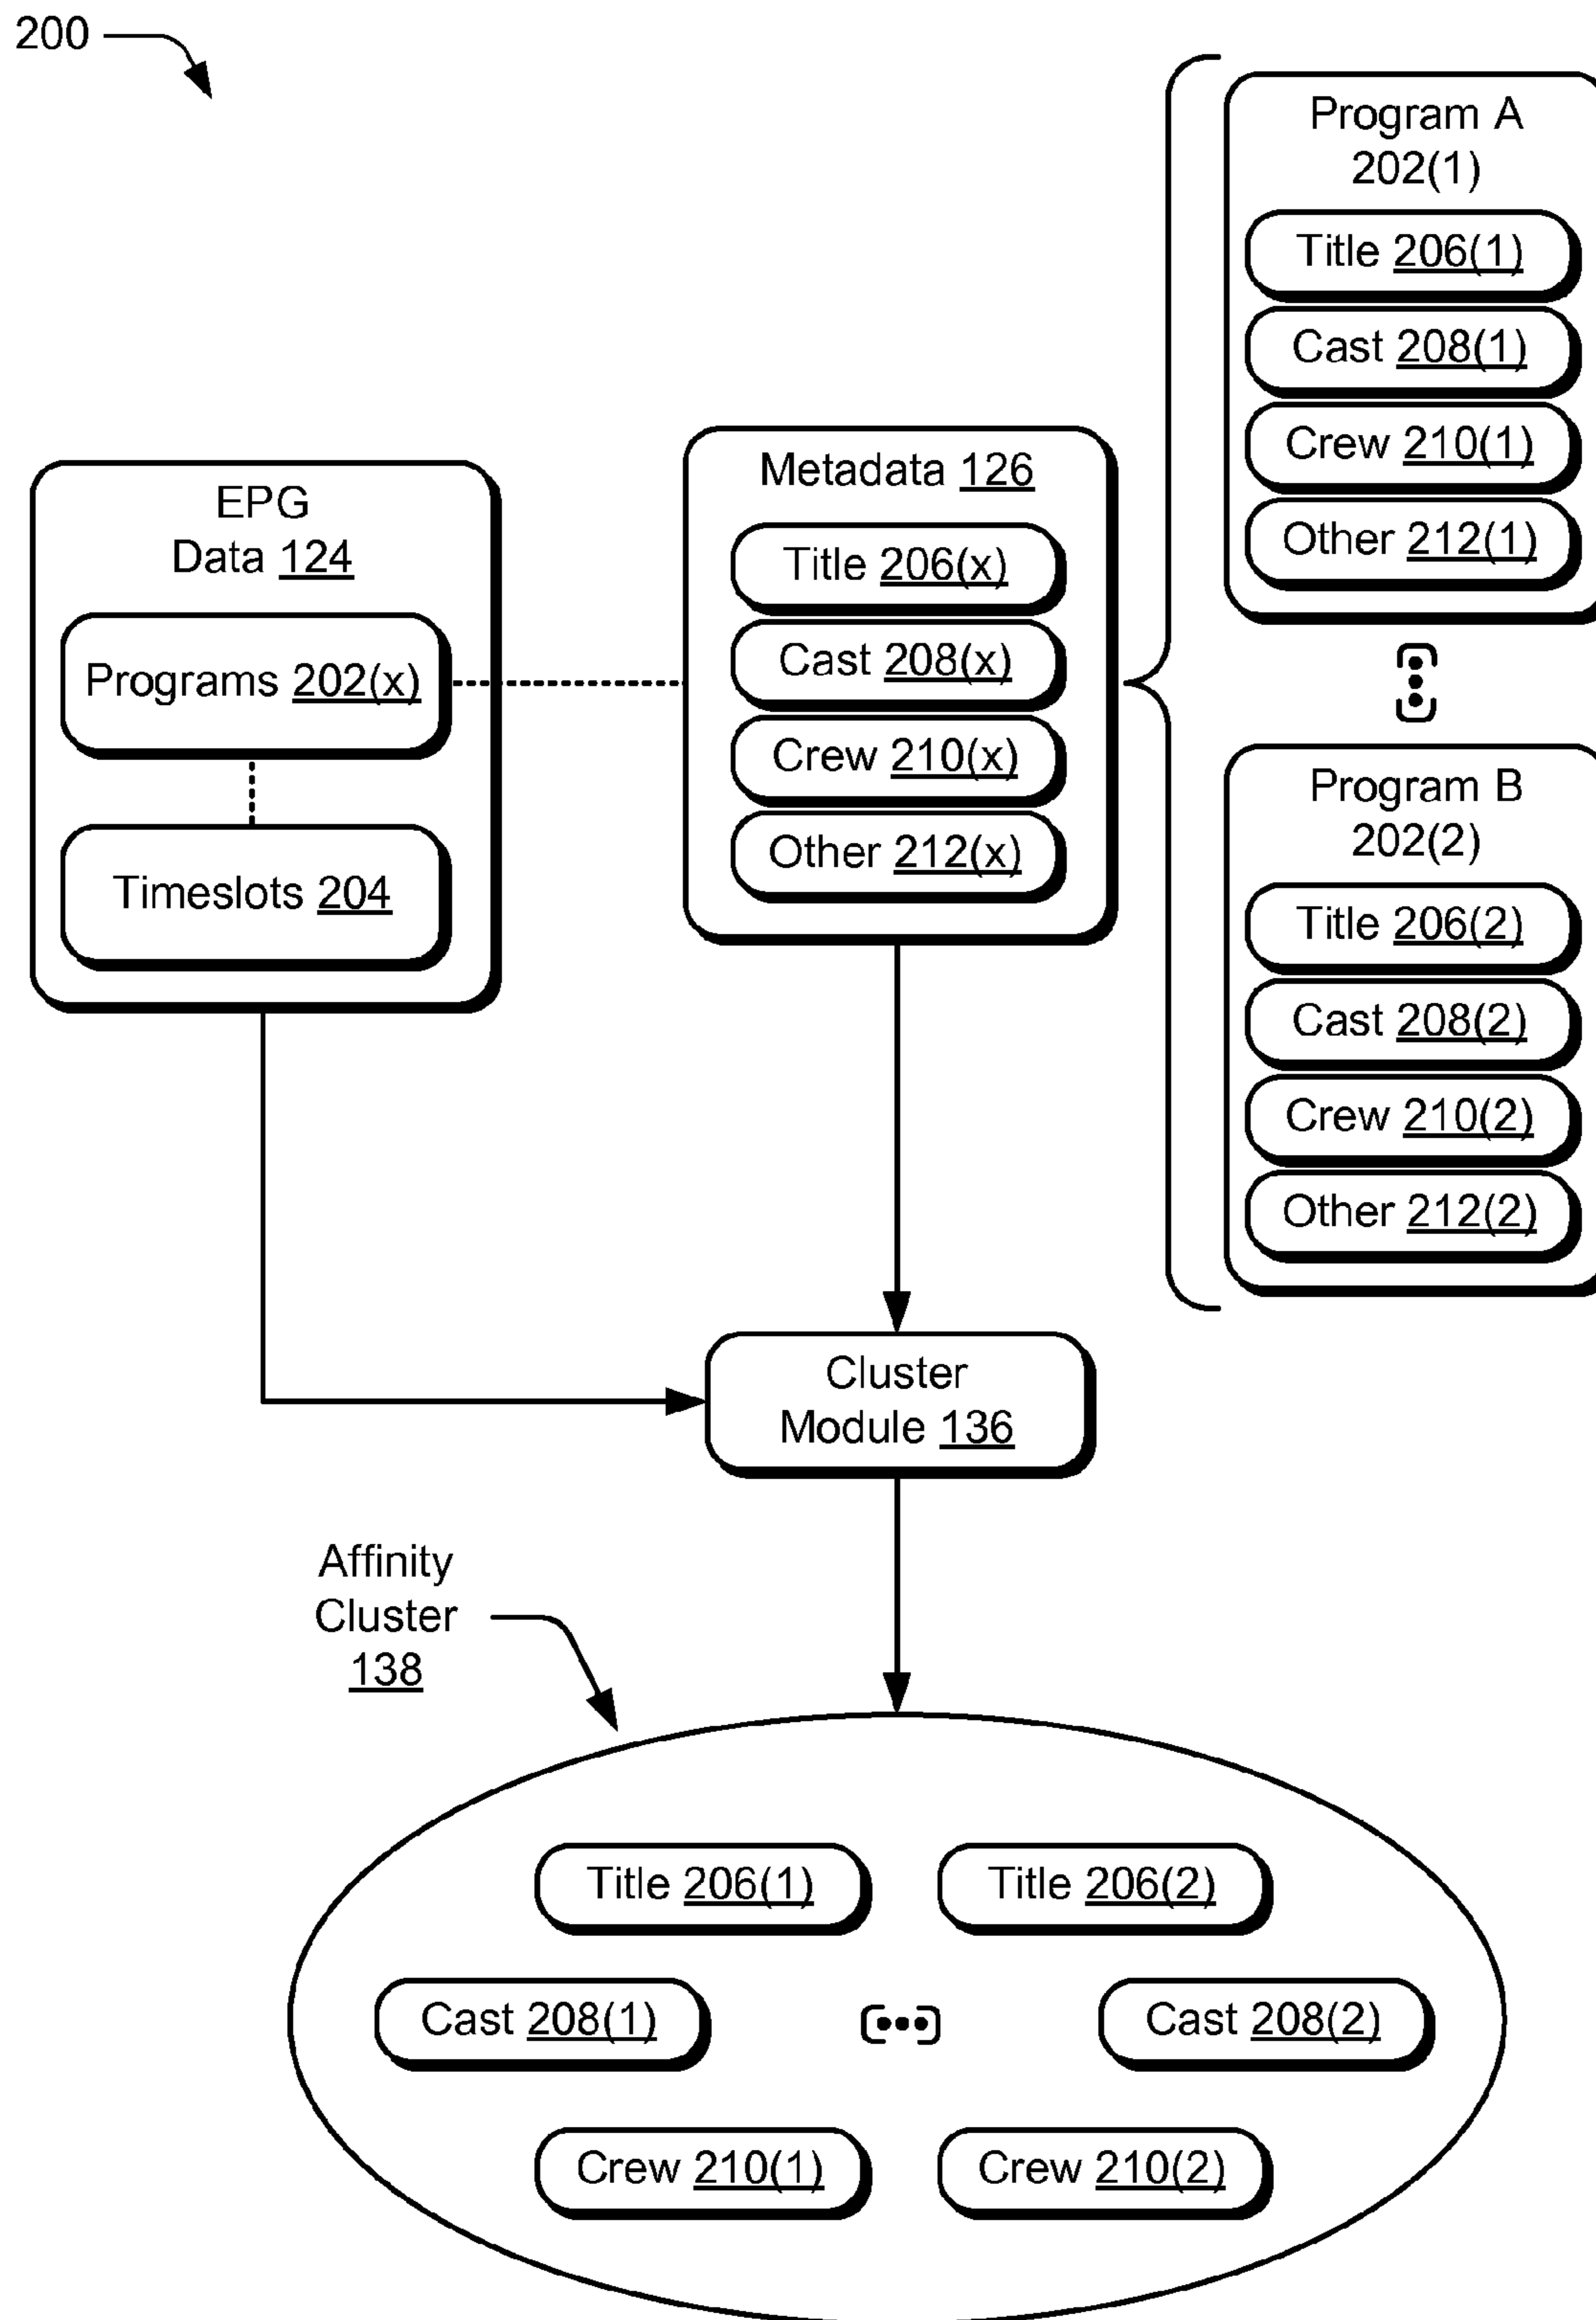 200
Program A
202(1)
Title 206(1)
Cast 208(1)
Crew 210(1)
Other 212(1)
EPG
Data 124
Programs 202(x)
Timeslots 204
Metadata 126
Title 206(x)
Cast 208(x)
Crew 210(x)
Other 212(x)
Program B
202(2)
Title 206(2)
Cast 208(2)
Crew 210(2)
Other 212(2)
Cluster
Module 136
Affinity
Cluster
138
Title 206(1)
Title 206(2)
Cast 208(1)
Cast 208(2)
Crew 210(1)
Crew 210(2)